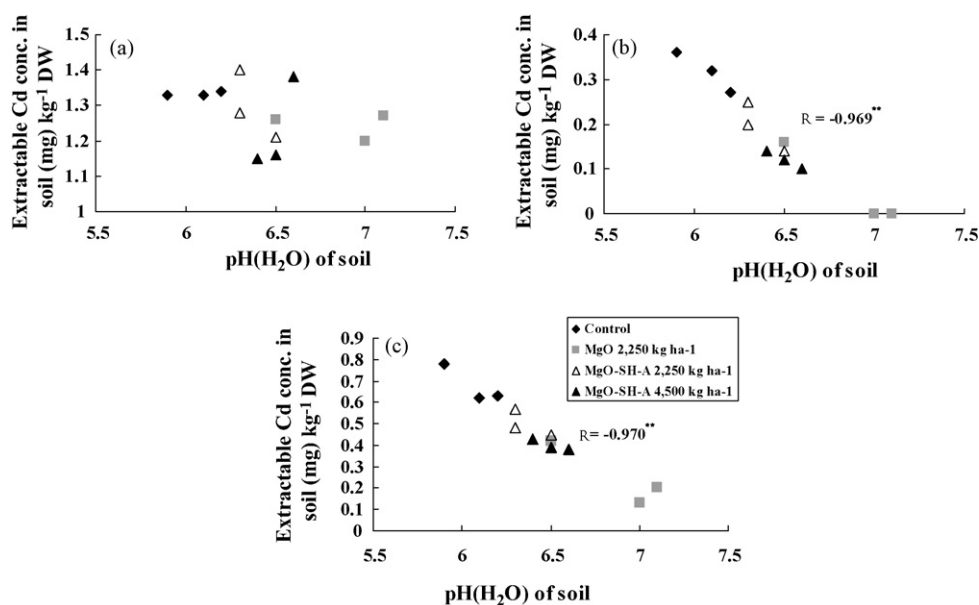 (a)
Extractable Cd conc. in
soil (mg) kg⁻¹ DW
1.5
1.4
1.3
1.2
1.1
1
5.5 6 6.5 7 7.5
pH(H₂O) of soil
(b)
Extractable Cd conc. in
soil (mg) kg⁻¹ DW
0.4
0.3
0.2
0.1
0
R = -0.969**
5.5 6 6.5 7 7.5
pH(H₂O) of soil
(c)
Extractable Cd conc. in
soil (mg) kg⁻¹ DW
0.9
0.8
0.7
0.6
0.5
0.4
0.3
0.2
0.1
0
Control
MgO 2,250 kg ha-1
MgO-SH-A 2,250 kg ha-1
MgO-SH-A 4,500 kg ha-1
R= -0.970**
5.5 6 6.5 7 7.5
pH(H₂O) of soil